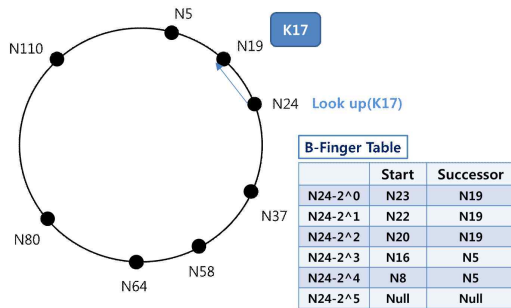 N5
K17
N19
N110
N24
Look up(K17)
B-Finger Table
Start Successor
N24-2^0 N23 N19
N24-2^1 N22 N19
N24-2^2 N20 N19
N24-2^3 N16 N5
N24-2^4 N8 N5
N24-2^5 Null Null
N37
N80
N58
N64